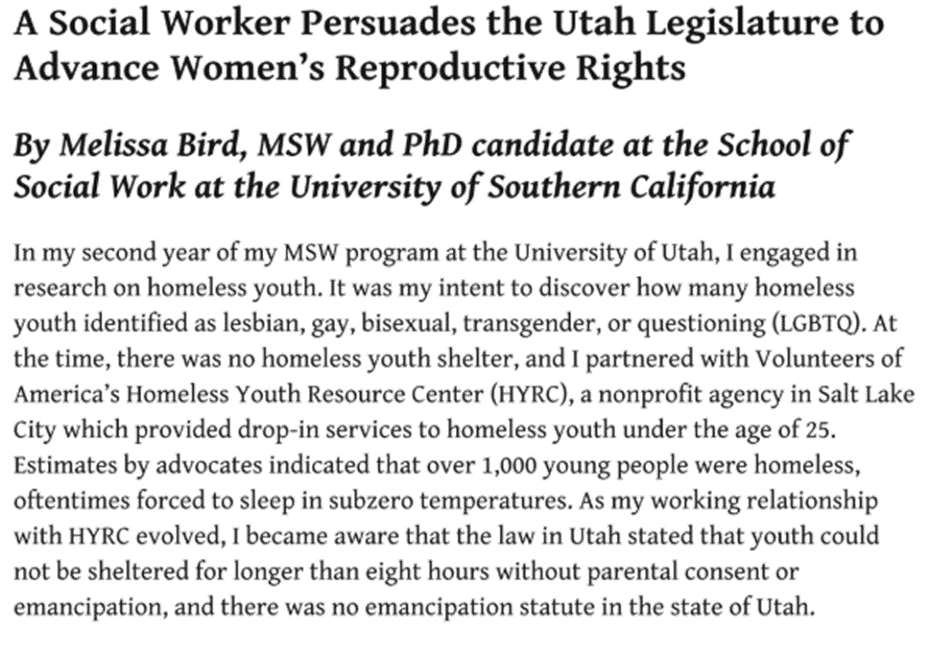 A Social Worker Persuades the Utah Legislature to
Advance Women’s Reproductive Rights
By Melissa Bird, MSW and PhD candidate at the School of
Social Work at the University of Southern California
In my second year of my MSW program at the University of Utah, I engaged in
research on homeless youth. It was my intent to discover how many homeless
youth identified as lesbian, gay, bisexual, transgender, or questioning (LGBTQ). At
the time, there was no homeless youth shelter, and I partnered with Volunteers of
America’s Homeless Youth Resource Center (HYRC), a nonprofit agency in Salt Lake
City which provided drop-in services to homeless youth under the age of 25.
Estimates by advocates indicated that over 1,000 young people were homeless,
oftentimes forced to sleep in subzero temperatures. As my working relationship
with HYRC evolved, I became aware that the law in Utah stated that youth could
not be sheltered for longer than eight hours without parental consent or
emancipation, and there was no emancipation statute in the state of Utah.